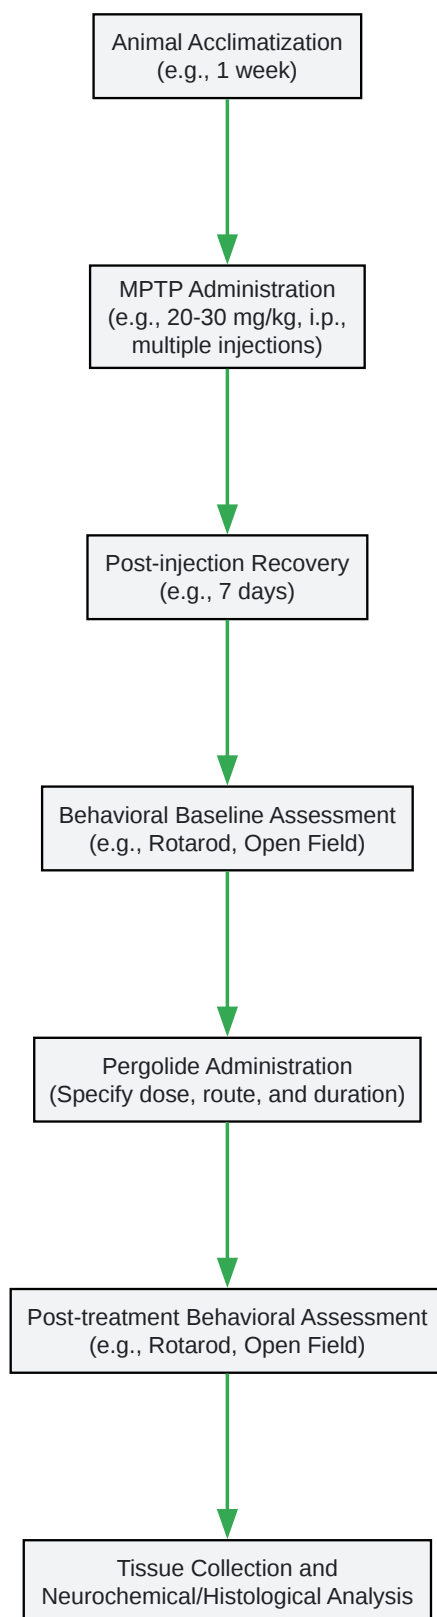 Animal Acclimatization
(e.g., 1 week)
MPTP Administration
(e.g., 20-30 mg/kg, i.p.,
multiple injections)
Post-injection Recovery
(e.g., 7 days)
Behavioral Baseline Assessment
(e.g., Rotarod, Open Field)
Pergolide Administration
(Specify dose, route, and duration)
Post-treatment Behavioral Assessment
(e.g., Rotarod, Open Field)
Tissue Collection and
Neurochemical/Histological Analysis